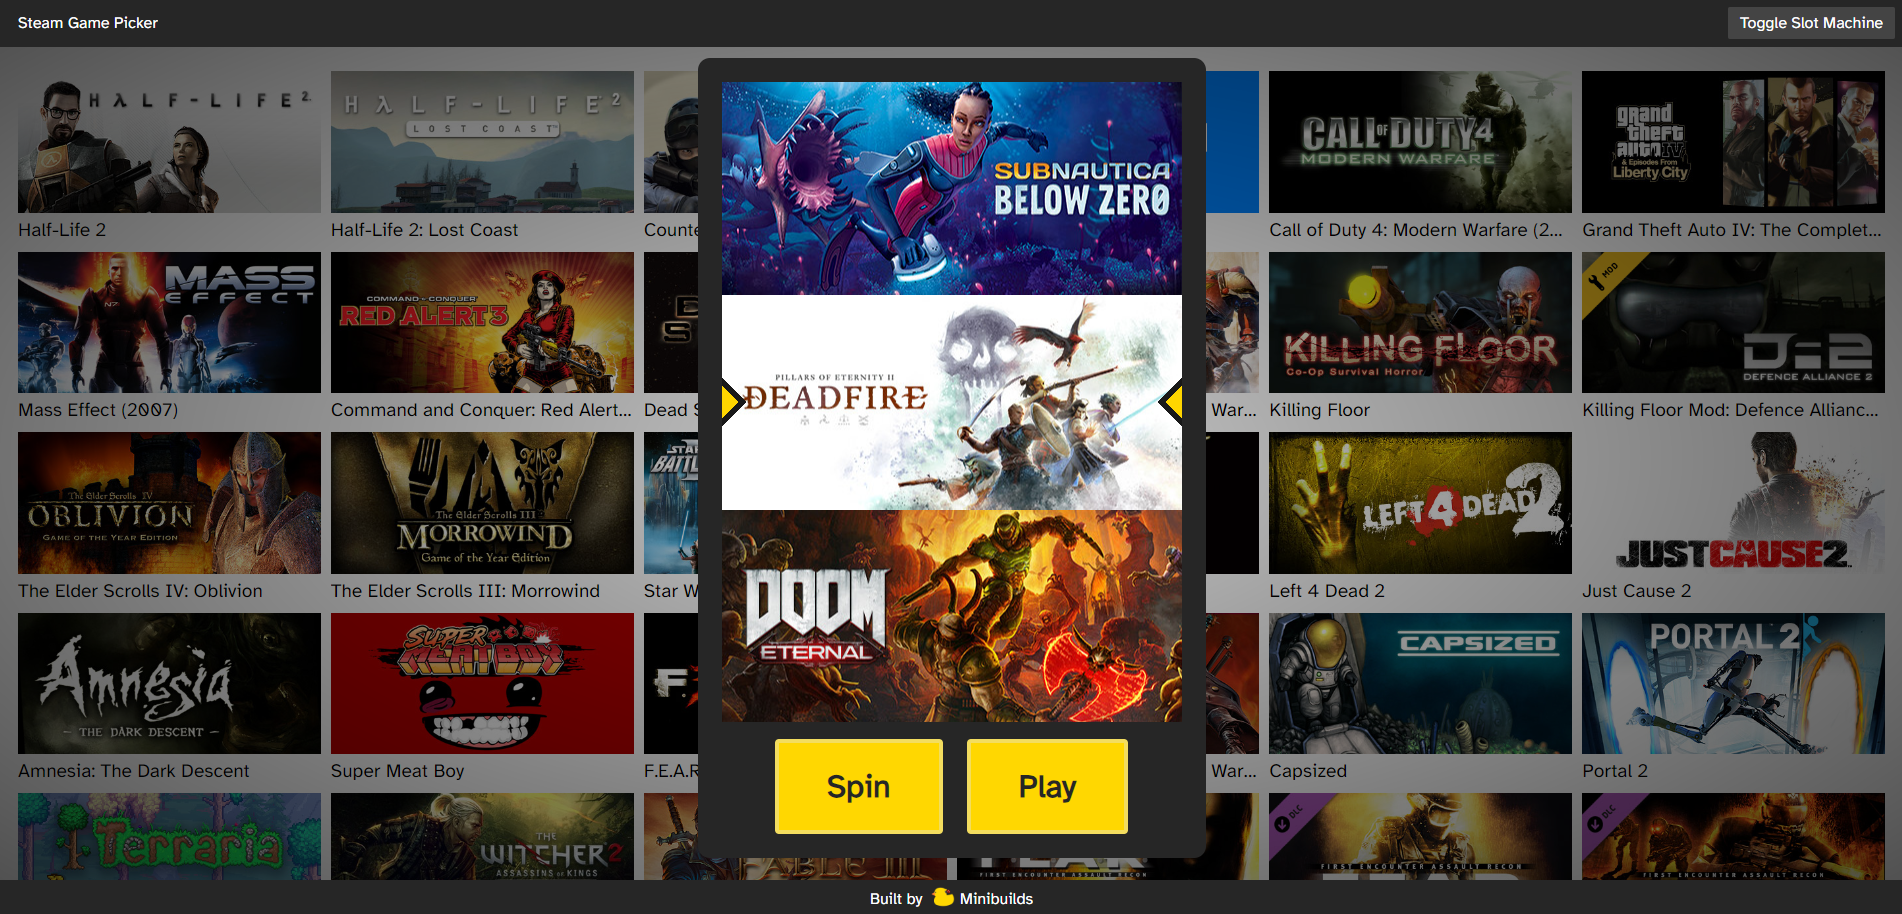 Steam Game Picker
Toggle Slot Machine
HλLF-LIFE 2
Half-Life 2
HλLF-LIFE 2
LOST COAST
Half-Life 2: Lost Coast
Counte
CALL OF DUTY 4
MODERN WARFARE
Call of Duty 4: Modern Warfare (2...
grand theft auto IV
& Episodes From
Liberty City
Grand Theft Auto IV: The Complet...
SUBNAUTICA
BELOW ZERO
MASS
EFFECT
N7
Mass Effect (2007)
COMMAND & CONQUER
RED ALERT 3
Command and Conquer: Red Alert...
Dead S
PILLARS OF ETERNITY II
DEADFIRE
War...
KILLING FLOOR
Co-Op Survival Horror
Killing Floor
MOD
DEFENCE ALLIANCE 2
Killing Floor Mod: Defence Allianc...
The Elder Scrolls IV
OBLIVION
GAME OF THE YEAR EDITION
The Elder Scrolls IV: Oblivion
The Elder Scrolls III
MORROWIND
Game of the Year Edition
The Elder Scrolls III: Morrowind
STAR
BATTL
Star W
LEFT 4 DEAD 2
Left 4 Dead 2
JUST CAUSE 2
Just Cause 2
DOOM
ETERNAL
Amnesia
- THE DARK DESCENT -
Amnesia: The Dark Descent
SUPER
MEAT BOY
Super Meat Boy
F.E.A.R
War...
CAPSIZED
Capsized
PORTAL 2
Portal 2
Spin
Play
Terraria
THE
WITCHER 2
ASSASSINS OF KINGS
FABLE III
FIRST ENCOUNTER ASSAULT RECON
DLC
FIRST ENCOUNTER ASSAULT RECON
DLC
FIRST ENCOUNTER ASSAULT RECON
Built by Minibuilds